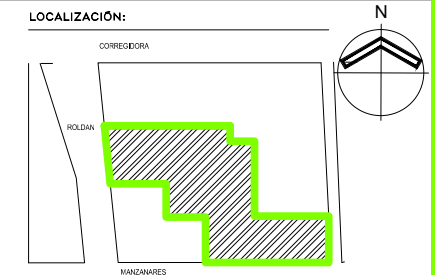 LOCALIZACIÓN:
N
CORREGIDORA
ROLDAN
MANZANARES